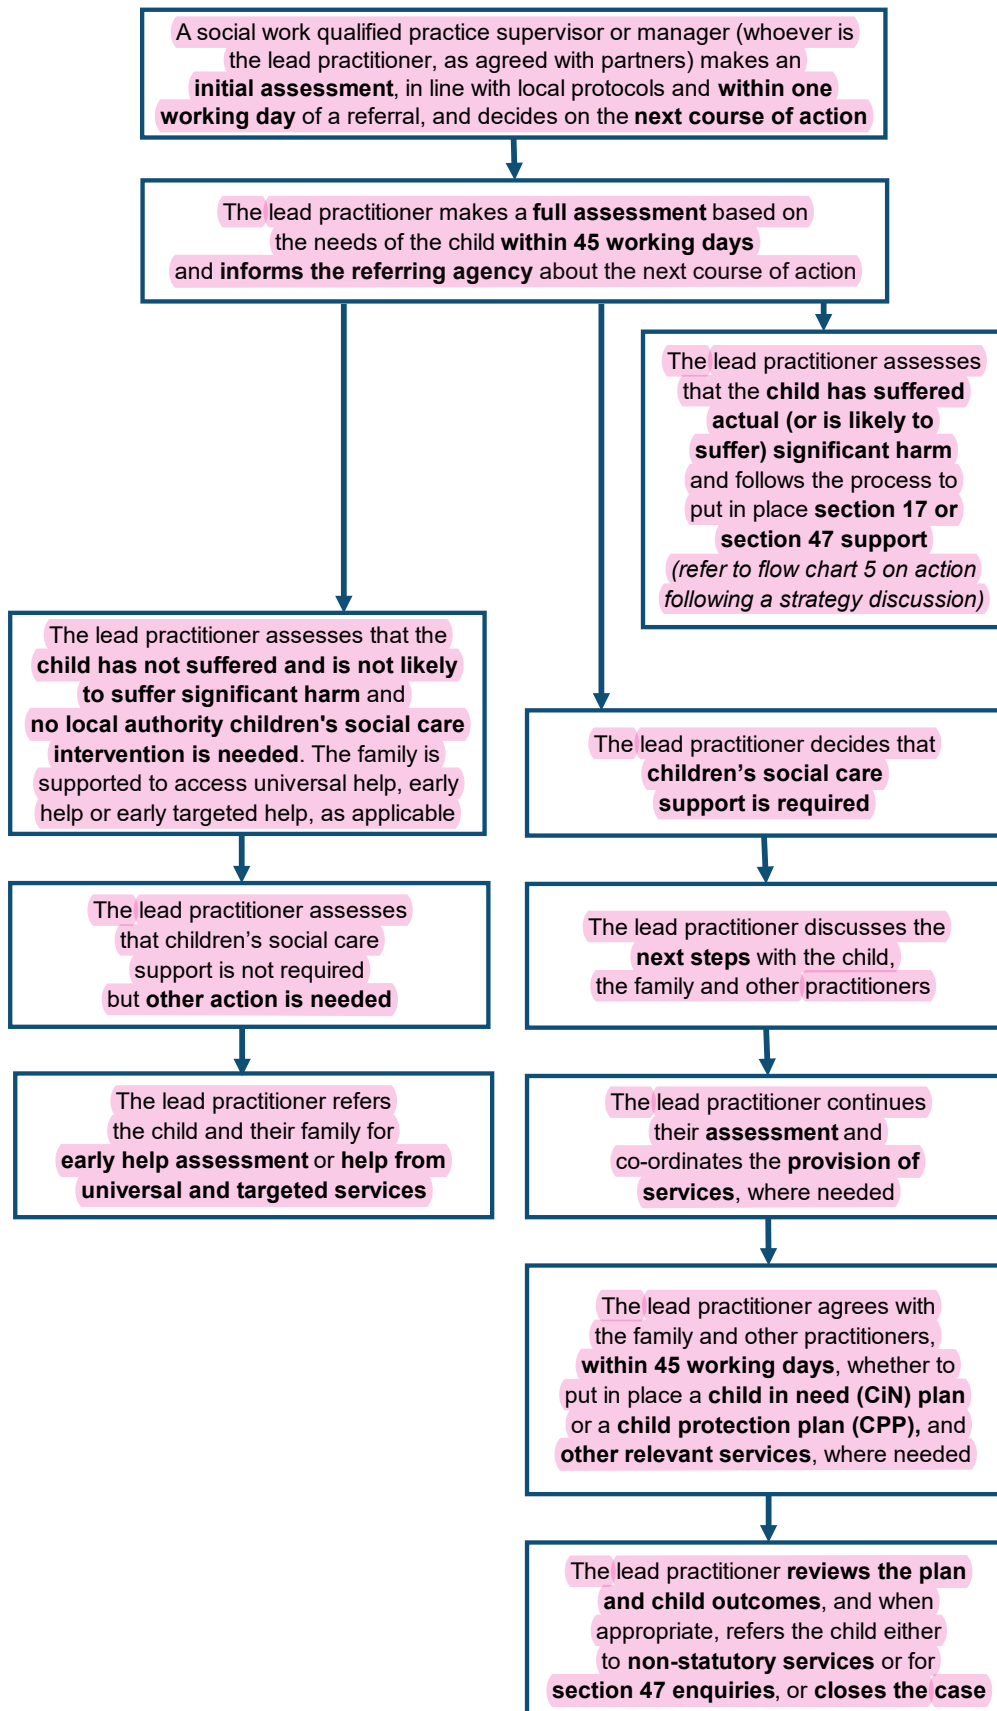 A social work qualified practice supervisor or manager (whoever is
the lead practitioner, as agreed with partners) makes an
initial assessment, in line with local protocols and within one
working day of a referral, and decides on the next course of action
The lead practitioner makes a full assessment based on
the needs of the child within 45 working days
and informs the referring agency about the next course of action
The lead practitioner assesses
that the child has suffered
actual (or is likely to
suffer) significant harm
and follows the process to
put in place section 17 or
section 47 support
(refer to flow chart 5 on action
following a strategy discussion)
The lead practitioner assesses that the
child has not suffered and is not likely
to suffer significant harm and
no local authority children's social care
intervention is needed. The family is
supported to access universal help, early
help or early targeted help, as applicable
The lead practitioner assesses
that children’s social care
support is not required
but other action is needed
The lead practitioner refers
the child and their family for
early help assessment or help from
universal and targeted services
The lead practitioner decides that
children’s social care
support is required
The lead practitioner discusses the
next steps with the child,
the family and other practitioners
The lead practitioner continues
their assessment and
co-ordinates the provision of
services, where needed
The lead practitioner agrees with
the family and other practitioners,
within 45 working days, whether to
put in place a child in need (CiN) plan
or a child protection plan (CPP), and
other relevant services, where needed
The lead practitioner reviews the plan
and child outcomes, and when
appropriate, refers the child either
to non-statutory services or for
section 47 enquiries, or closes the case